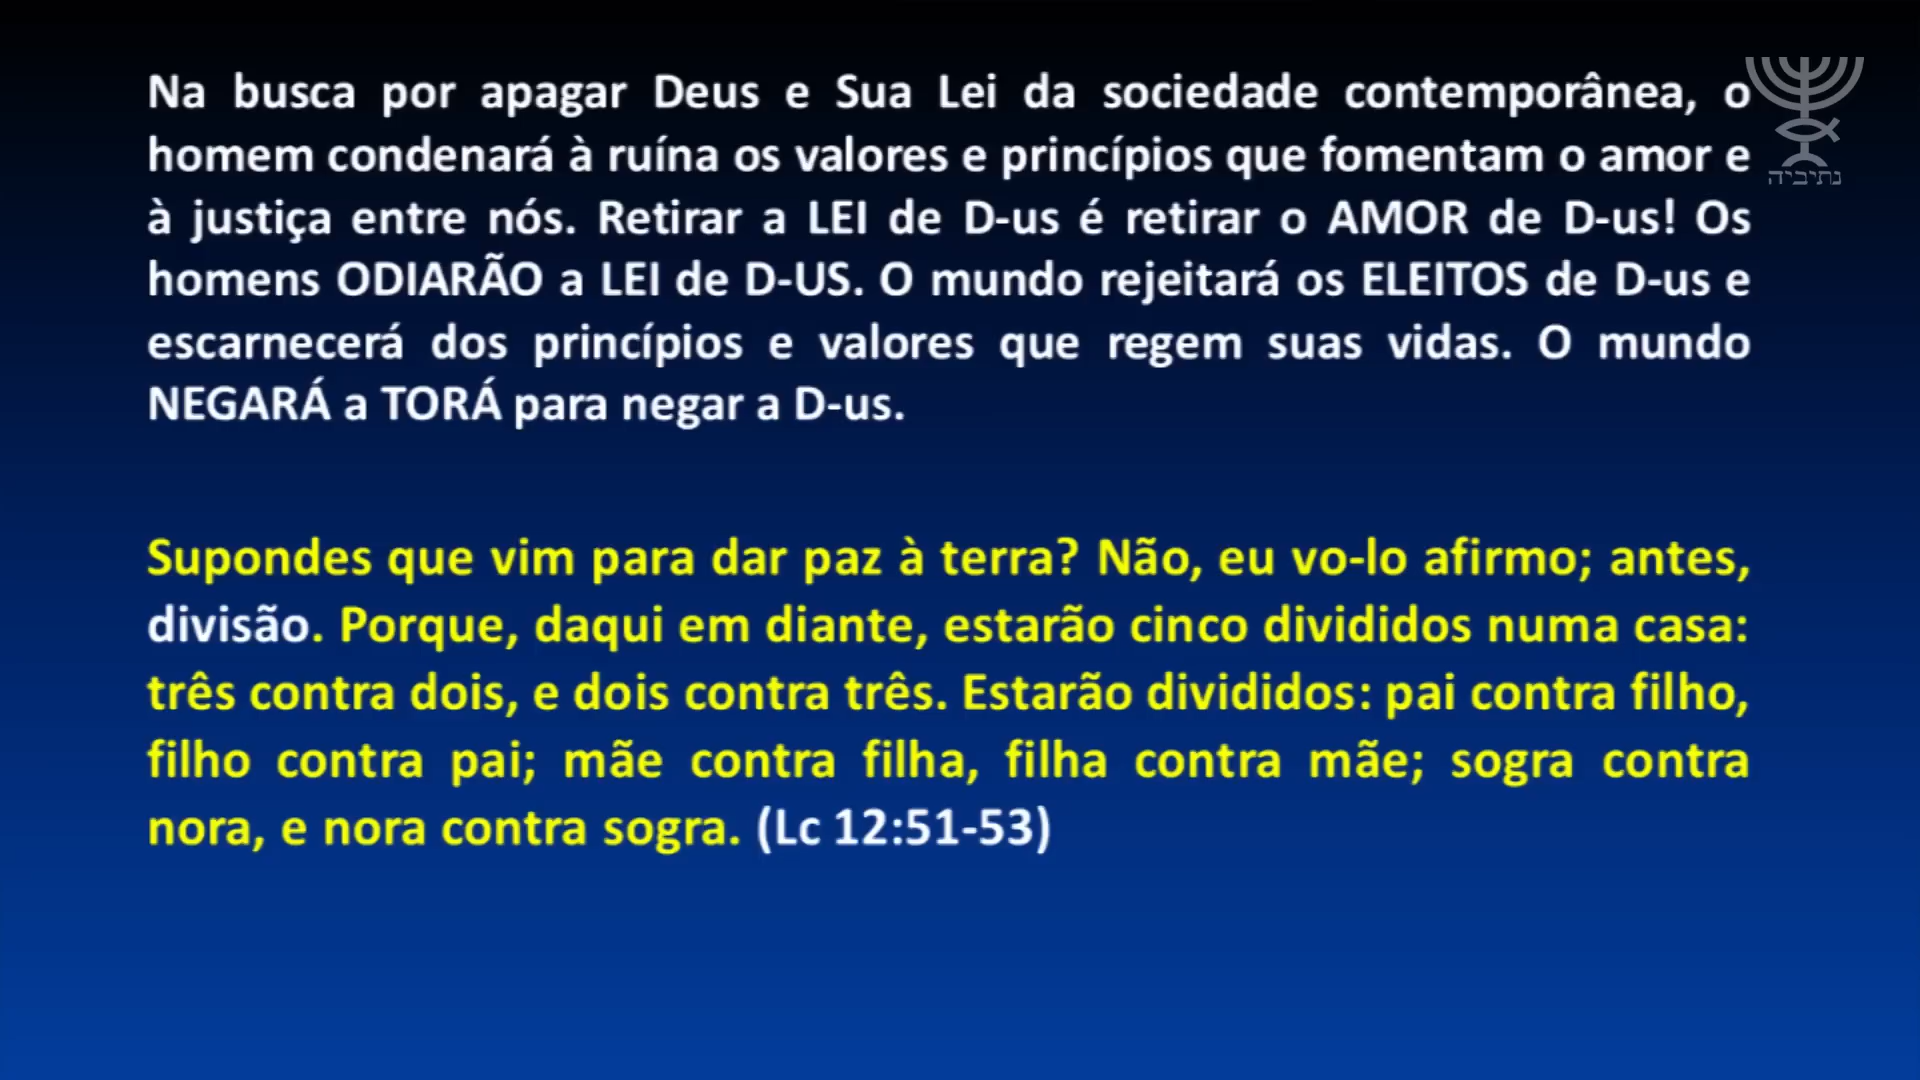 Na busca por apagar Deus e Sua Lei da sociedade contemporânea, o
homem condenará à ruína os valores e princípios que fomentam o amor e
à justiça entre nós. Retirar a LEI de D-us é retirar o AMOR de D-us! Os
homens ODIARÃO a LEI de D-US. O mundo rejeitará os ELEITOS de D-us e
escarnecerá dos princípios e valores que regem suas vidas. O mundo
NEGARÁ a TORÁ para negar a D-us.
נתיביה
Supondes que vim para dar paz à terra? Não, eu vo-lo afirmo; antes,
divisão. Porque, daqui em diante, estarão cinco divididos numa casa:
três contra dois, e dois contra três. Estarão divididos: pai contra filho,
filho contra pai; mãe contra filha, filha contra mãe; sogra contra
nora, e nora contra sogra. (Lc 12:51-53)